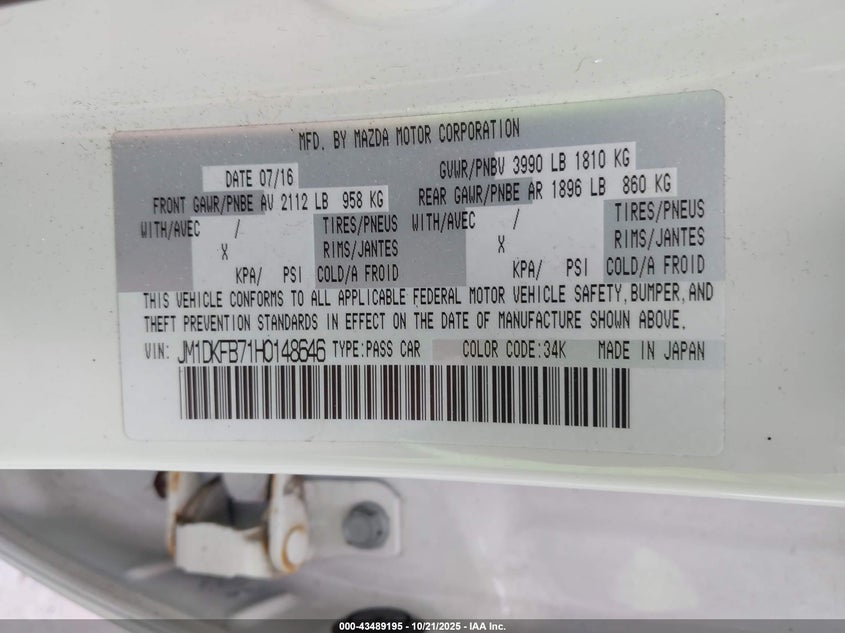 MFD. BY MAZDA MOTOR CORPORATION
DATE 07/16 GVWR/PNBV 3990 LB 1810 KG
FRONT GAWR/PNBE AV 2112 LB 958 KG REAR GAWR/PNBE AR 1896 LB 860 KG
WITH/AVEC / TIRES/PNEUS WITH/AVEC / TIRES/PNEUS
X RIMS/JANTES X RIMS/JANTES
KPA/ PSI COLD/A FROID KPA/ PSI COLD/A FROID
THIS VEHICLE CONFORMS TO ALL APPLICABLE FEDERAL MOTOR VEHICLE SAFETY, BUMPER, AND
THEFT PREVENTION STANDARDS IN EFFECT ON THE DATE OF MANUFACTURE SHOWN ABOVE.
VIN: JM1DKFB71H0148646 TYPE:PASS CAR COLOR CODE:34K MADE IN JAPAN
000-43489195 - 10/21/2025 - IAA Inc.